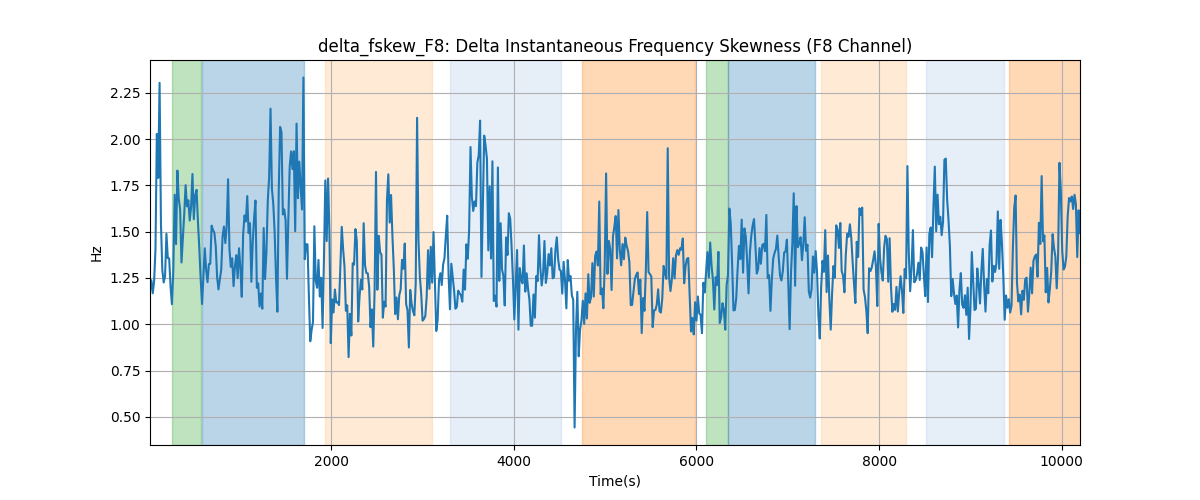 delta_fskew_F8: Delta Instantaneous Frequency Skewness (F8 Channel)
2.25
2.00
1.75
1.50
1.25
1.00
0.75
0.50
Hz
2000 4000 6000 8000 10000
Time(s)